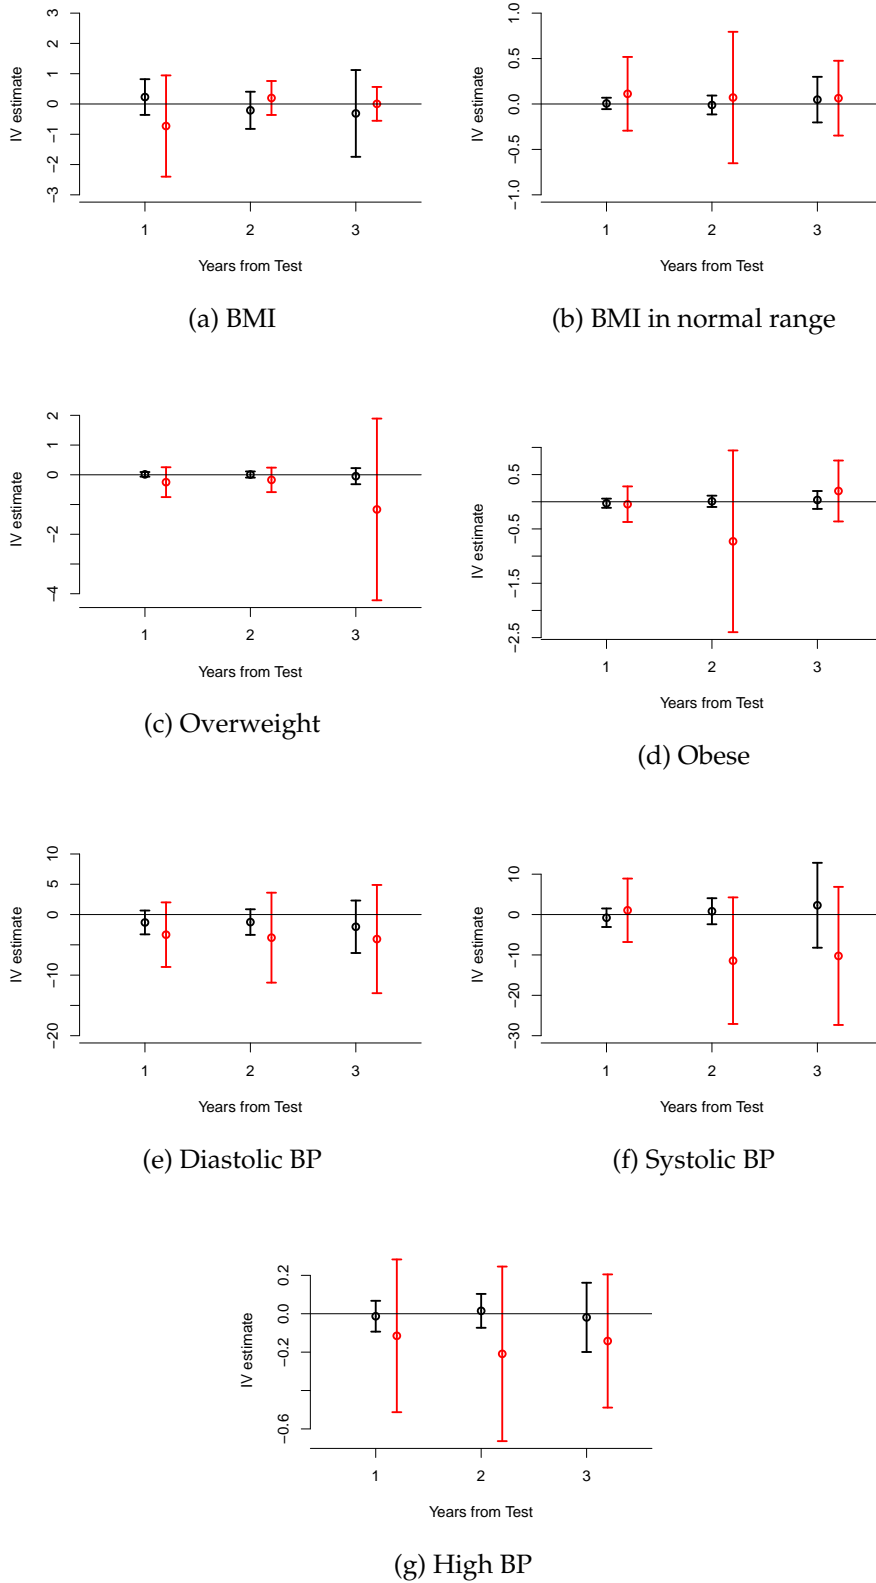 3
2
1
0
−1
−2
−3
IV estimate
1 2 3
Years from Test
(a) BMI
1.0
0.5
0.0
−0.5
−1.0
IV estimate
1 2 3
Years from Test
(b) BMI in normal range
2
1
0
−2
−4
IV estimate
1 2 3
Years from Test
(c) Overweight
0.5
−0.5
−1.5
−2.5
IV estimate
1 2 3
Years from Test
(d) Obese
10
5
0
−10
−20
IV estimate
1 2 3
Years from Test
(e) Diastolic BP
10
0
−10
−20
−30
IV estimate
1 2 3
Years from Test
(f) Systolic BP
0.2
0.0
−0.2
−0.6
IV estimate
1 2 3
Years from Test
(g) High BP